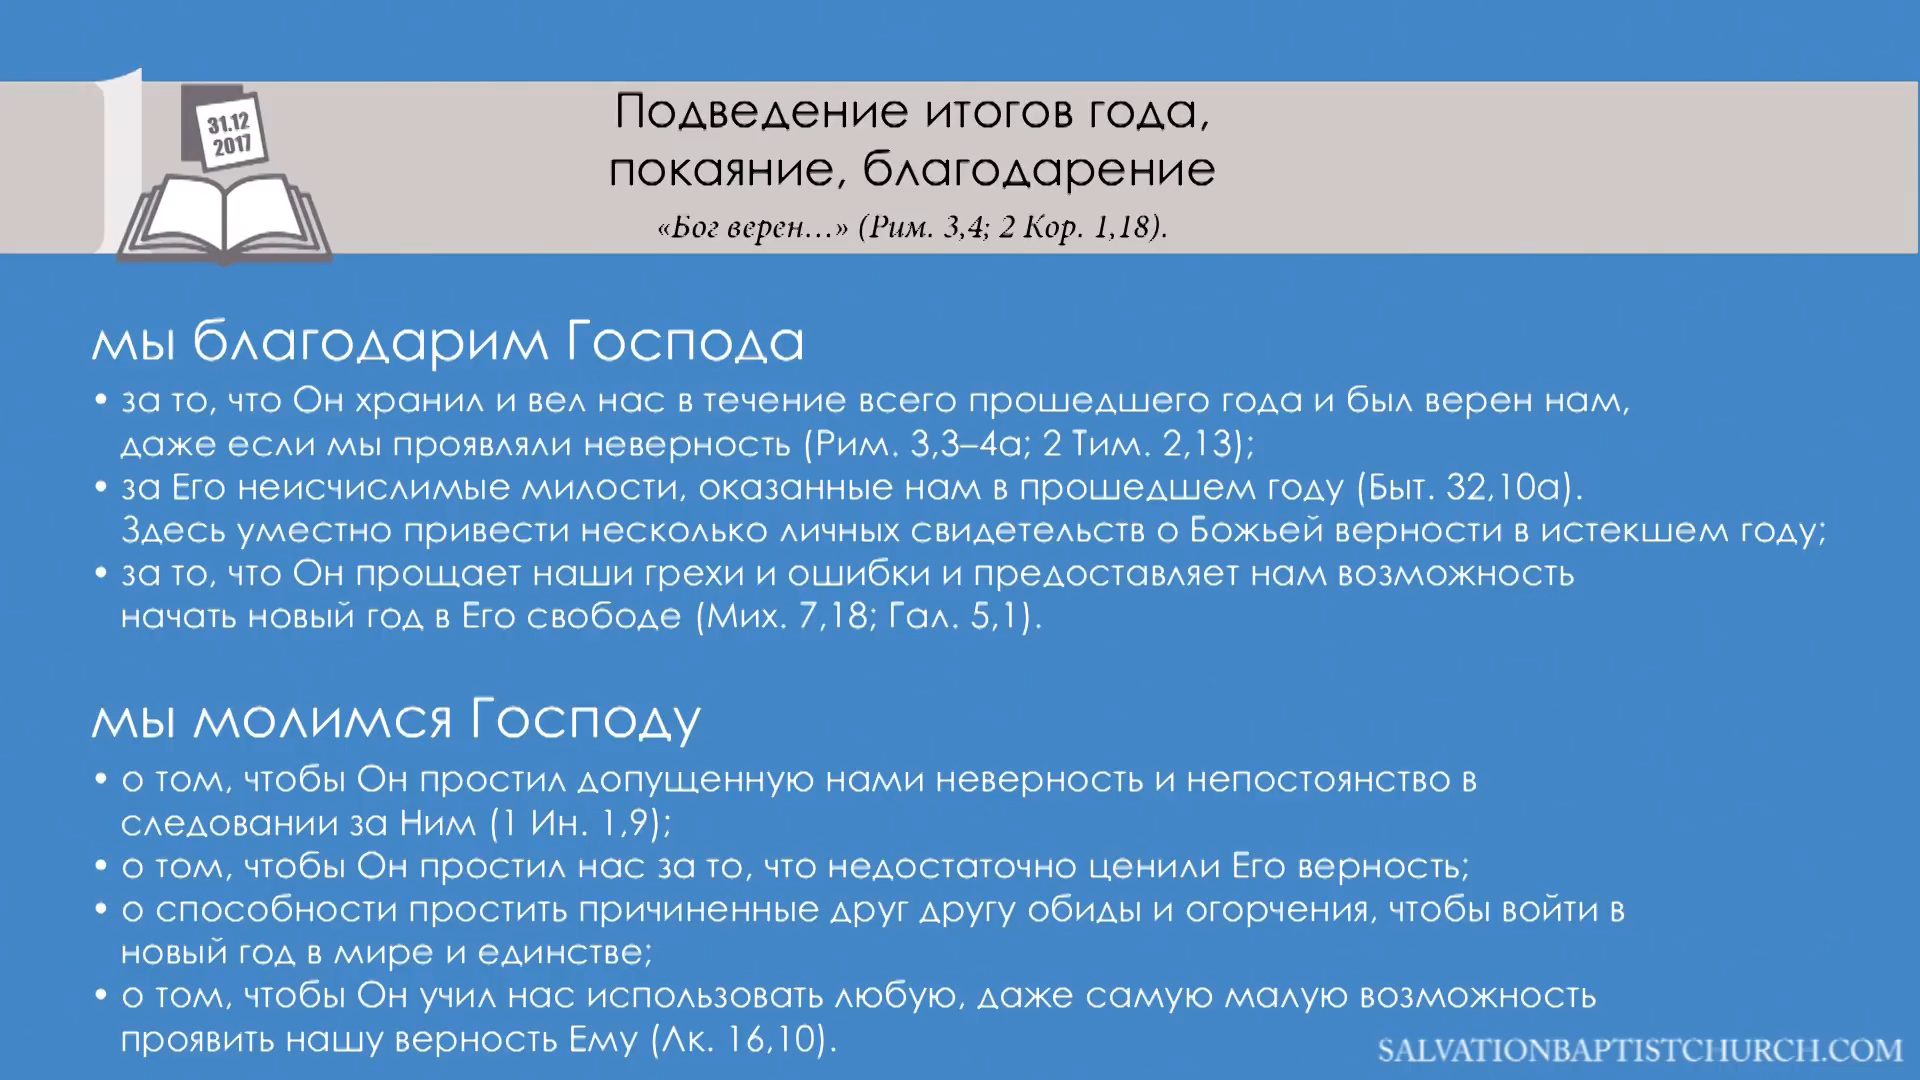 1
31.12
2017
Подведение итогов года,
покаяние, благодарение
«Бог верен…» (Рим. 3,4; 2 Кор. 1,18).
мы благодарим Господа
• за то, что Он хранил и вел нас в течение всего прошедшего года и был верен нам,
даже если мы проявляли неверность (Рим. 3,3–4а; 2 Тим. 2,13);
• за Его неисчислимые милости, оказанные нам в прошедшем году (Быт. 32,10а).
Здесь уместно привести несколько личных свидетельств о Божьей верности в истекшем году;
• за то, что Он прощает наши грехи и ошибки и предоставляет нам возможность
начать новый год в Его свободе (Мих. 7,18; Гал. 5,1).
мы молимся Господу
• о том, чтобы Он простил допущенную нами неверность и непостоянство в
следовании за Ним (1 Ин. 1,9);
• о том, чтобы Он простил нас за то, что недостаточно ценили Его верность;
• о способности простить причиненные друг другу обиды и огорчения, чтобы войти в
новый год в мире и единстве;
• о том, чтобы Он учил нас использовать любую, даже самую малую возможность
проявить нашу верность Ему (Лк. 16,10).
SALVATIONBAPTISTCHURCH.COM